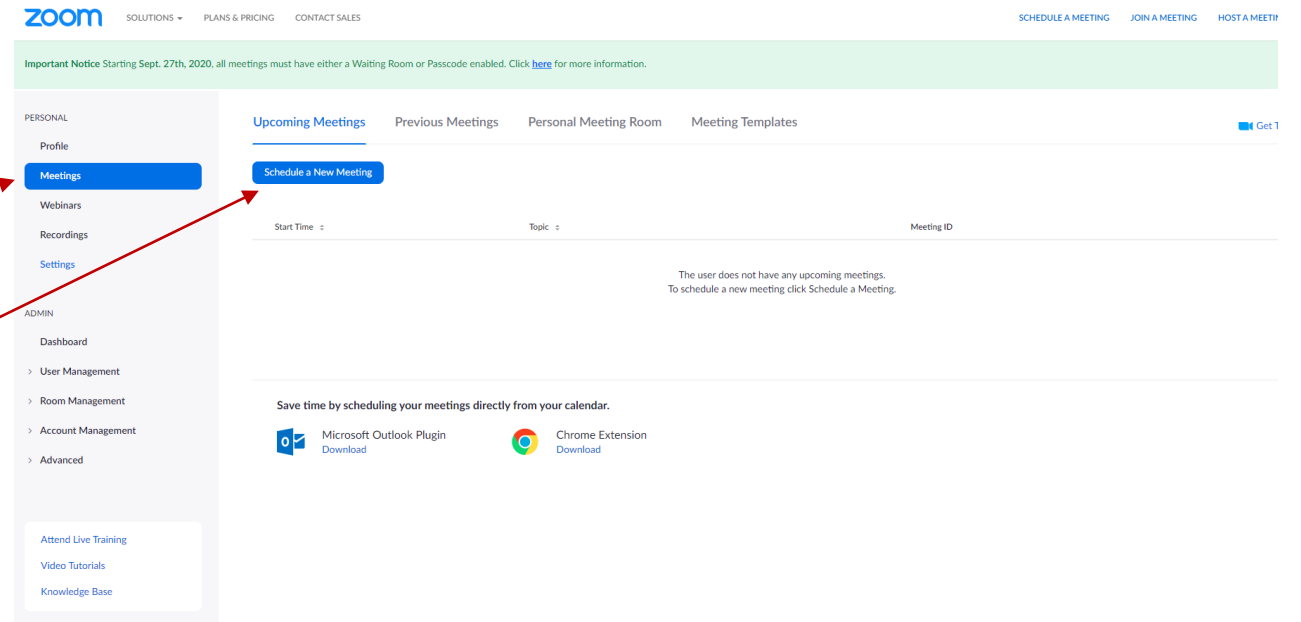 zoom SOLUTIONS PLANS & PRICING CONTACT SALES SCHEDULE A MEETING JOIN A MEETING HOST A
Important Notice Starting Sept. 27th, 2020, all meetings must have either a Waiting Room or Passcode enabled. Click here for more information.
PERSONAL
Profile
Meetings
Webinars
Recordings
Settings
ADMIN
Dashboard
User Management
Room Management
Account Management
Advanced
Attend Live Training
Video Tutorials
Knowledge Base
Upcoming Meetings Previous Meetings Personal Meeting Room Meeting Templates
Get
Schedule a New Meeting
Start Time Topic Meeting ID
The user does not have any upcoming meetings.
To schedule a new meeting click Schedule a Meeting.
Save time by scheduling your meetings directly from your calendar.
Microsoft Outlook Plugin
Download
Chrome Extension
Download